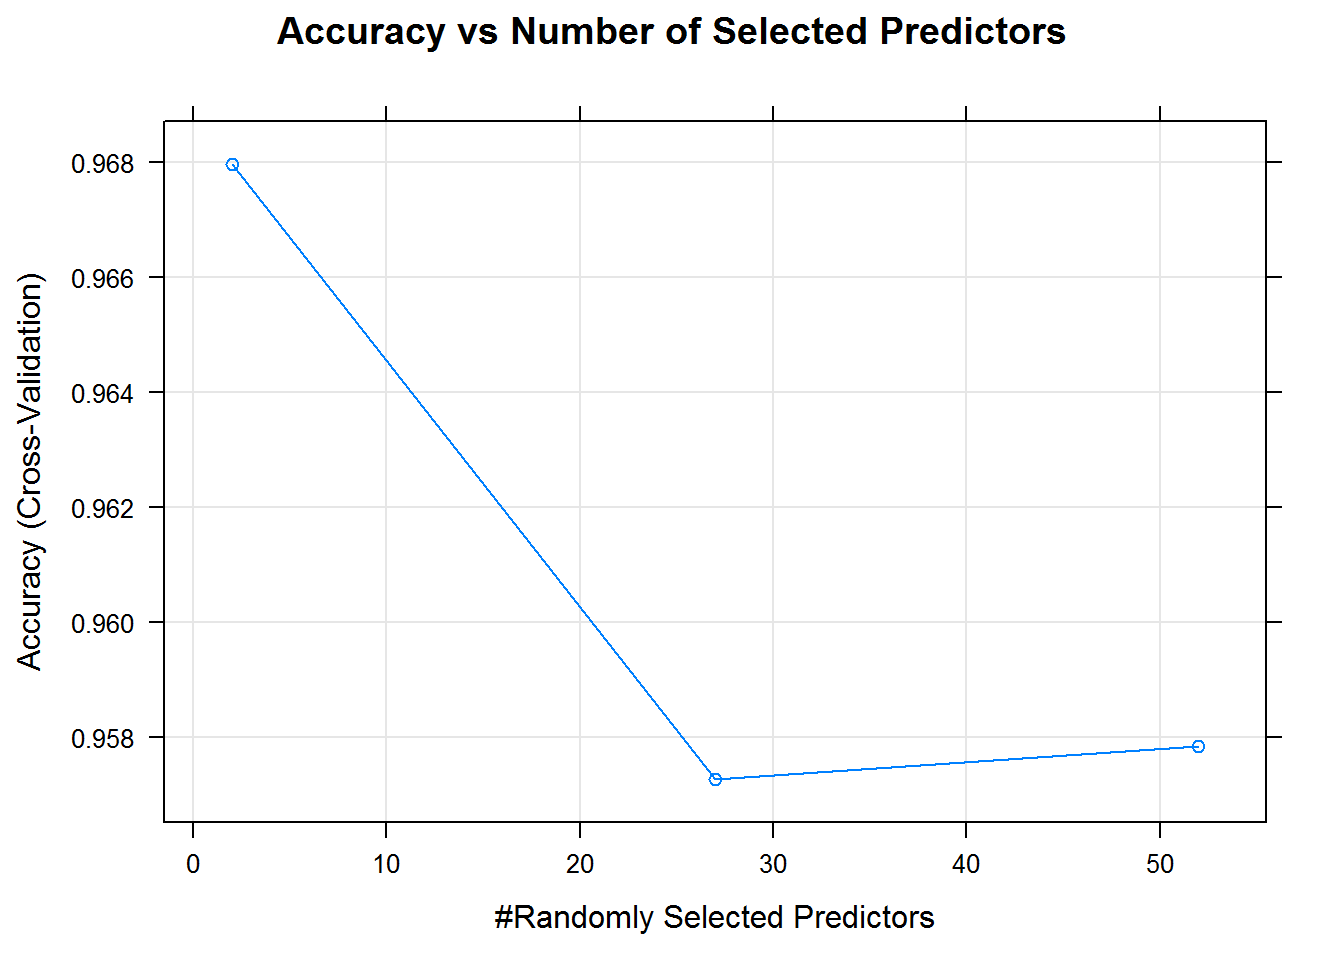 Accuracy vs Number of Selected Predictors
Accuracy (Cross-Validation)
0.968
0.966
0.964
0.962
0.960
0.958
0 10 20 30 40 50
#Randomly Selected Predictors